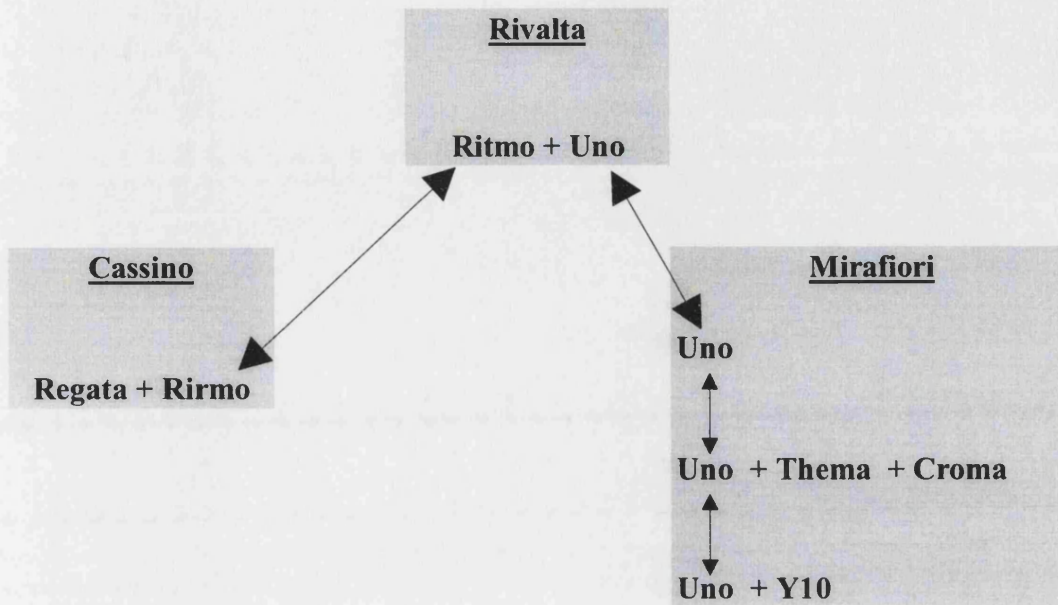 Rivalta
Ritmo + Uno
Cassino
Regata + Rirmo
Mirafiori
Uno
Uno + Thema + Croma
Uno + Y10